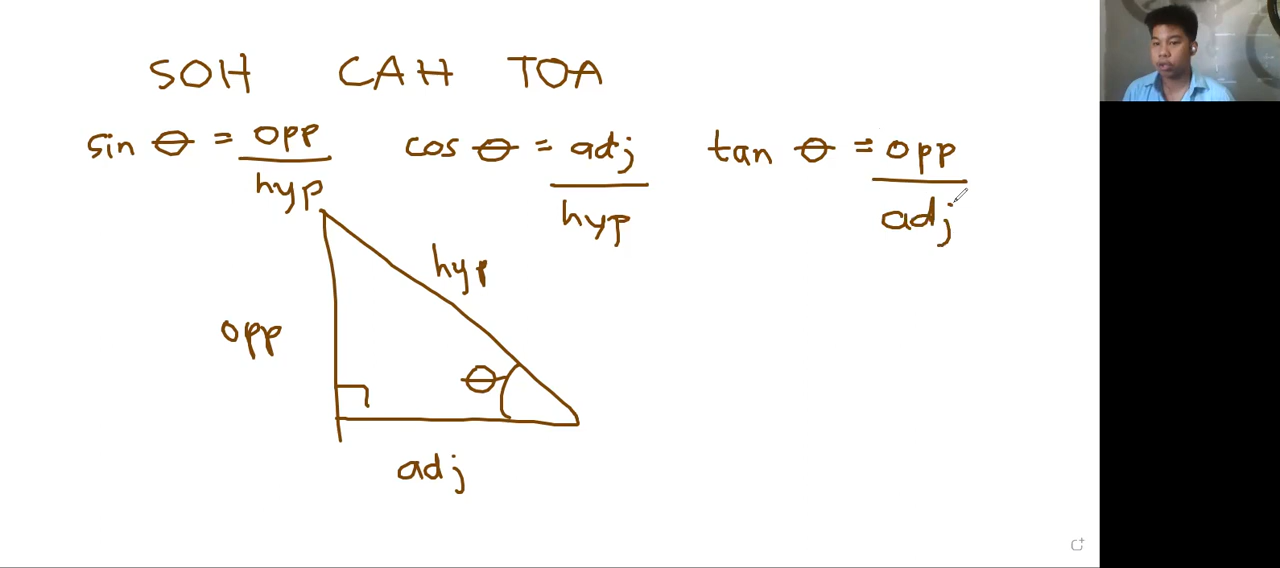 SOH CAH TOA
sin θ = opp/hyp cos θ = adj/hyp tan θ = opp/adj
hyp
opp
θ
adj